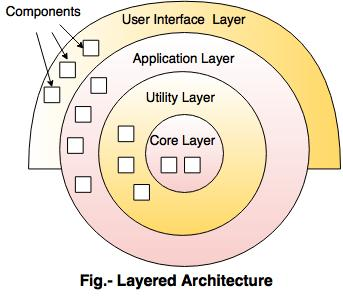 Components
User Interface Layer
Application Layer
Utility Layer
Core Layer
Fig.- Layered Architecture